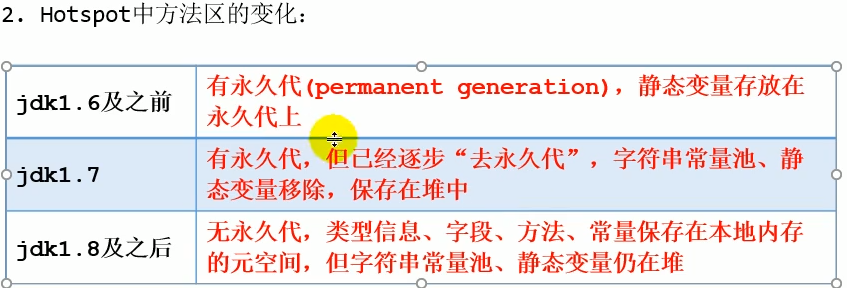 2. Hotspot中方法区的变化:
jdk1.6及之前
有永久代(permanent generation)，静态变量存放在
永久代上
jdk1.7
有永久代，但已经逐步“去永久代”，字符串常量池、静
态变量移除，保存在堆中
jdk1.8及之后
无永久代，类型信息、字段、方法、常量保存在本地内存
的元空间，但字符串常量池、静态变量仍在堆